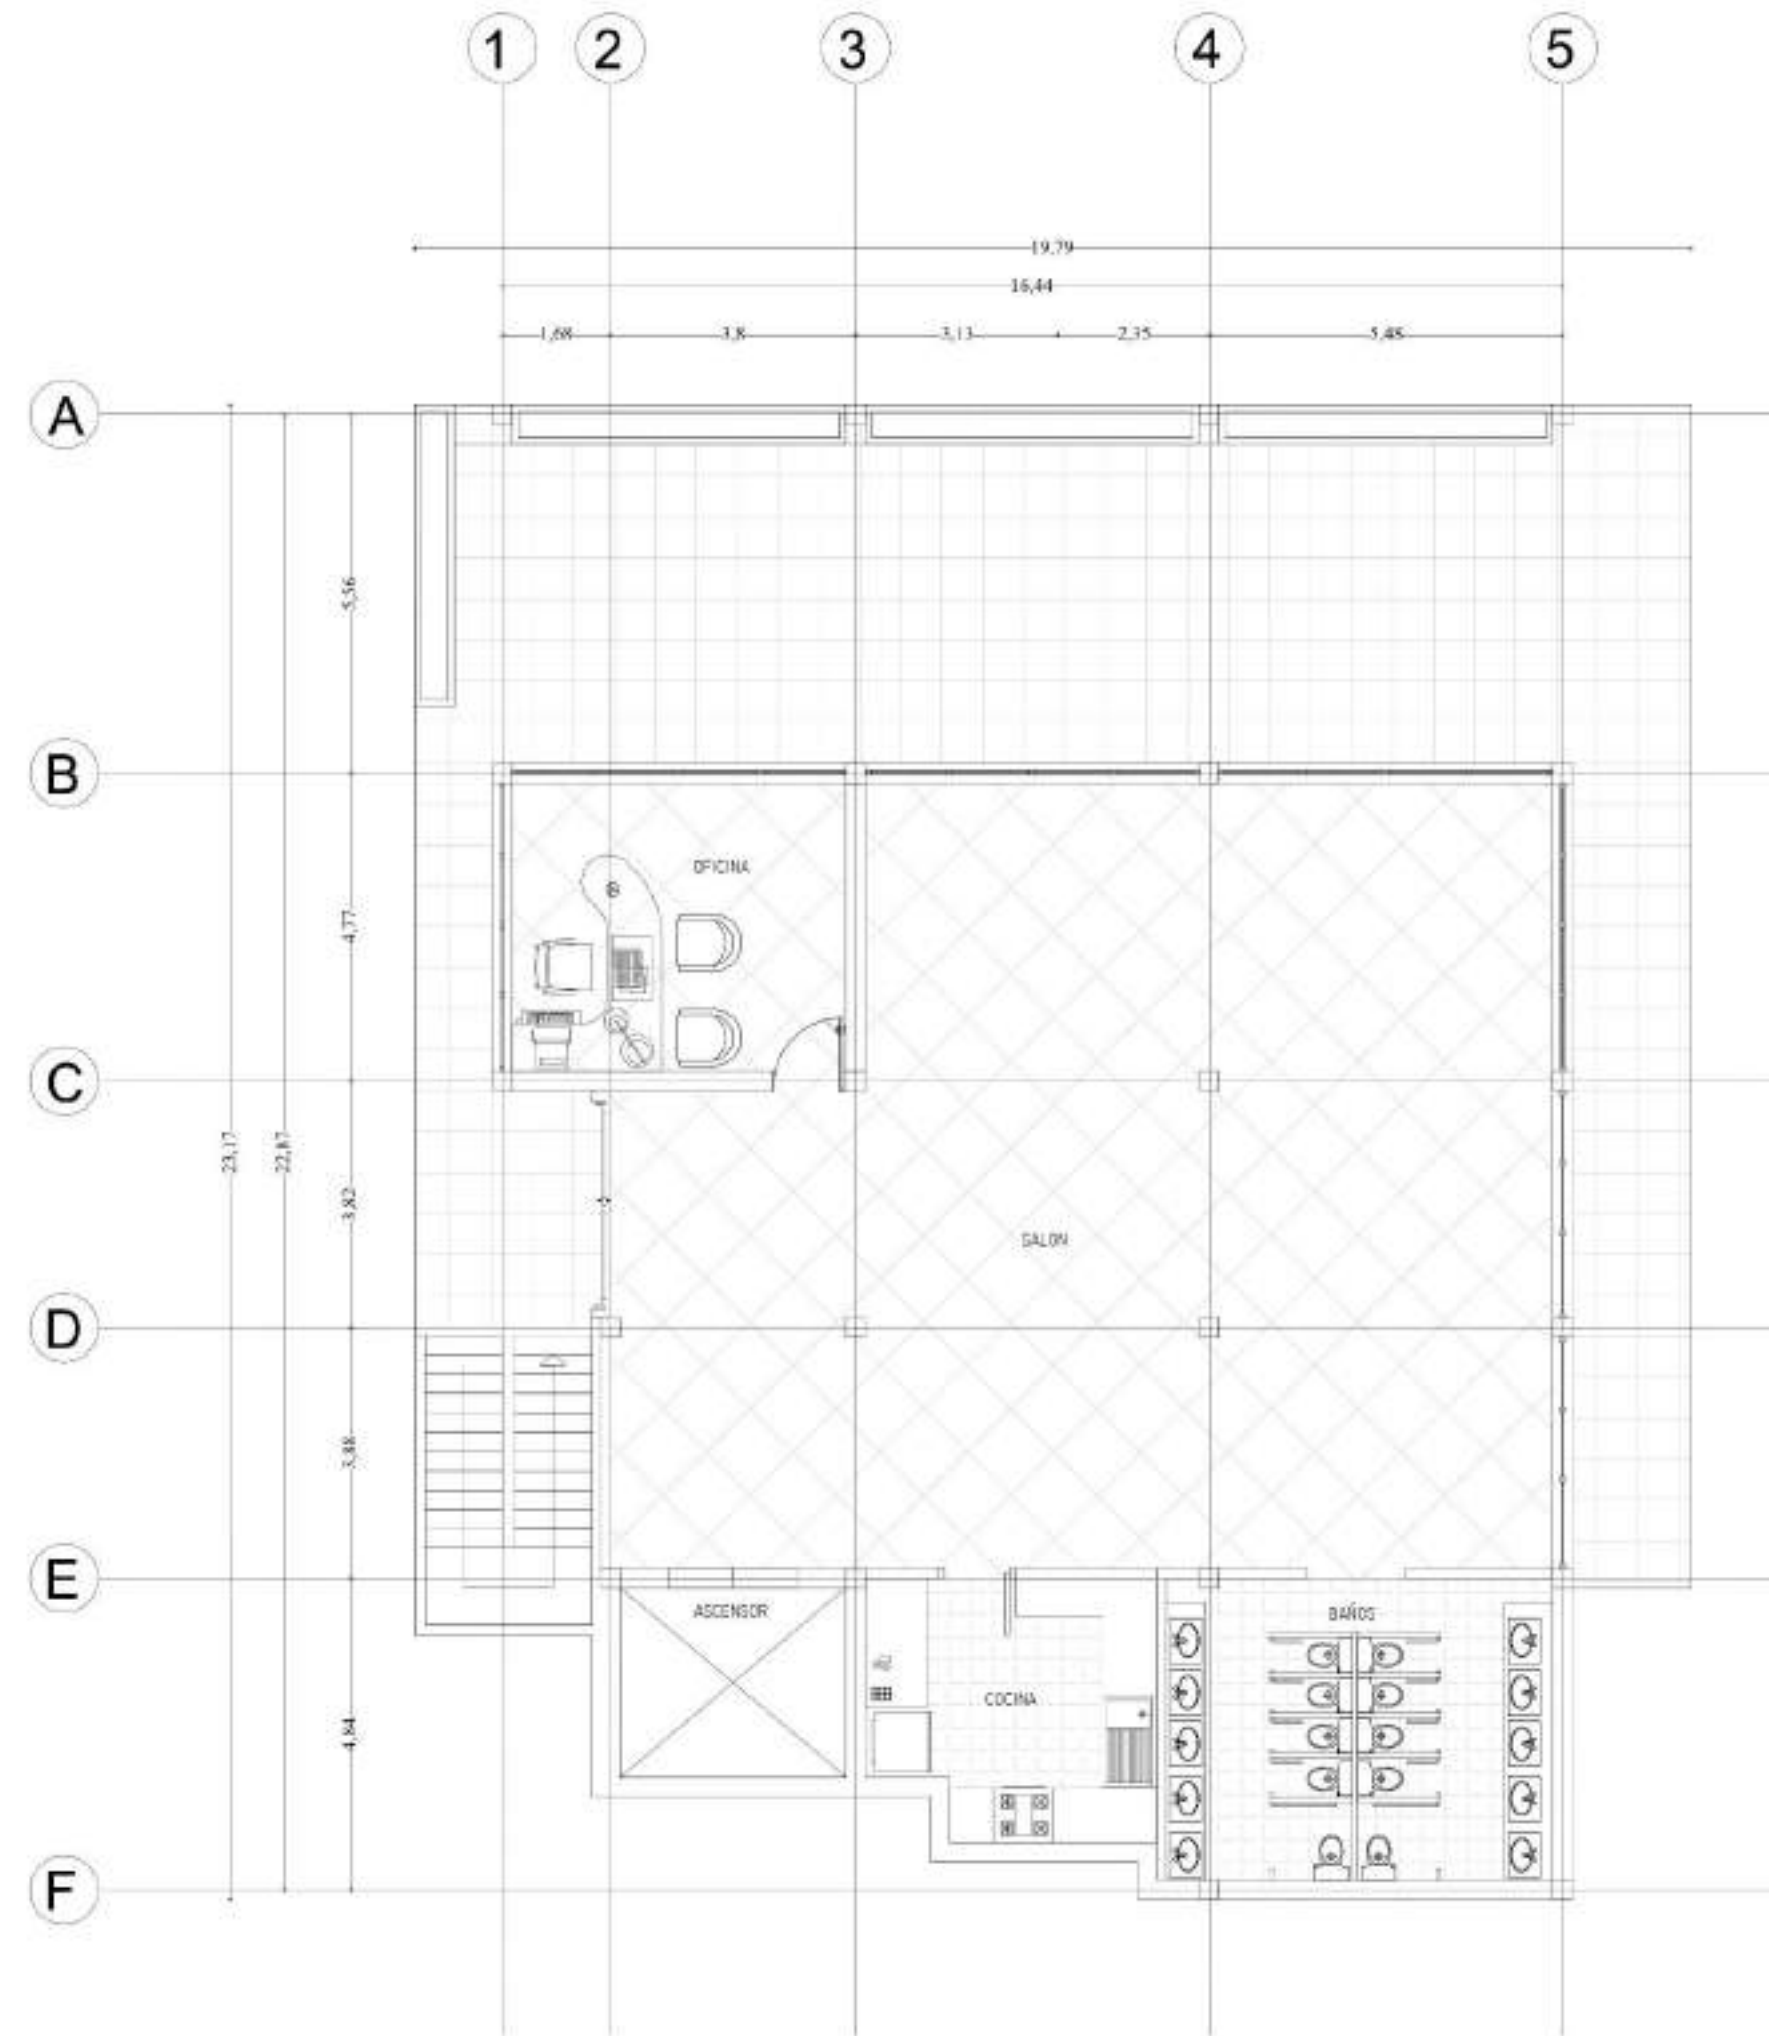 1 2 3 4 5
19,79
16,44
1,68 3,8 3,13 2,35 5,48
A
5,56
B
OFICINA
4,77
C
23,17
22,87
3,82
SALON
D
3,88
E
ASCENSOR
BAÑOS
COCINA
4,84
F